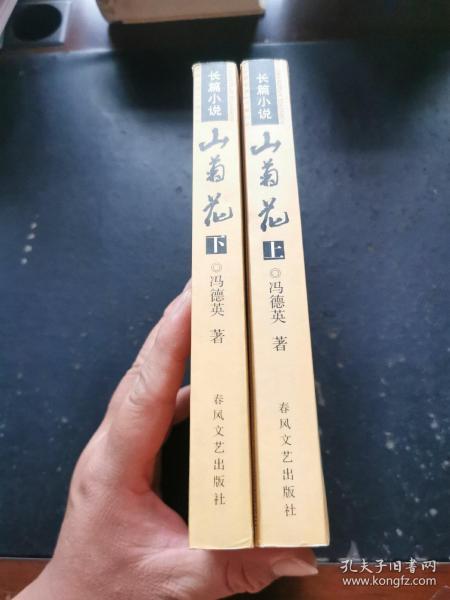 长篇小说
山菊花
下
◎冯德英 著
春风文艺出版社
长篇小说
山菊花
上
◎冯德英 著
春风文艺出版社
孔夫子旧书网
www.kongfz.com